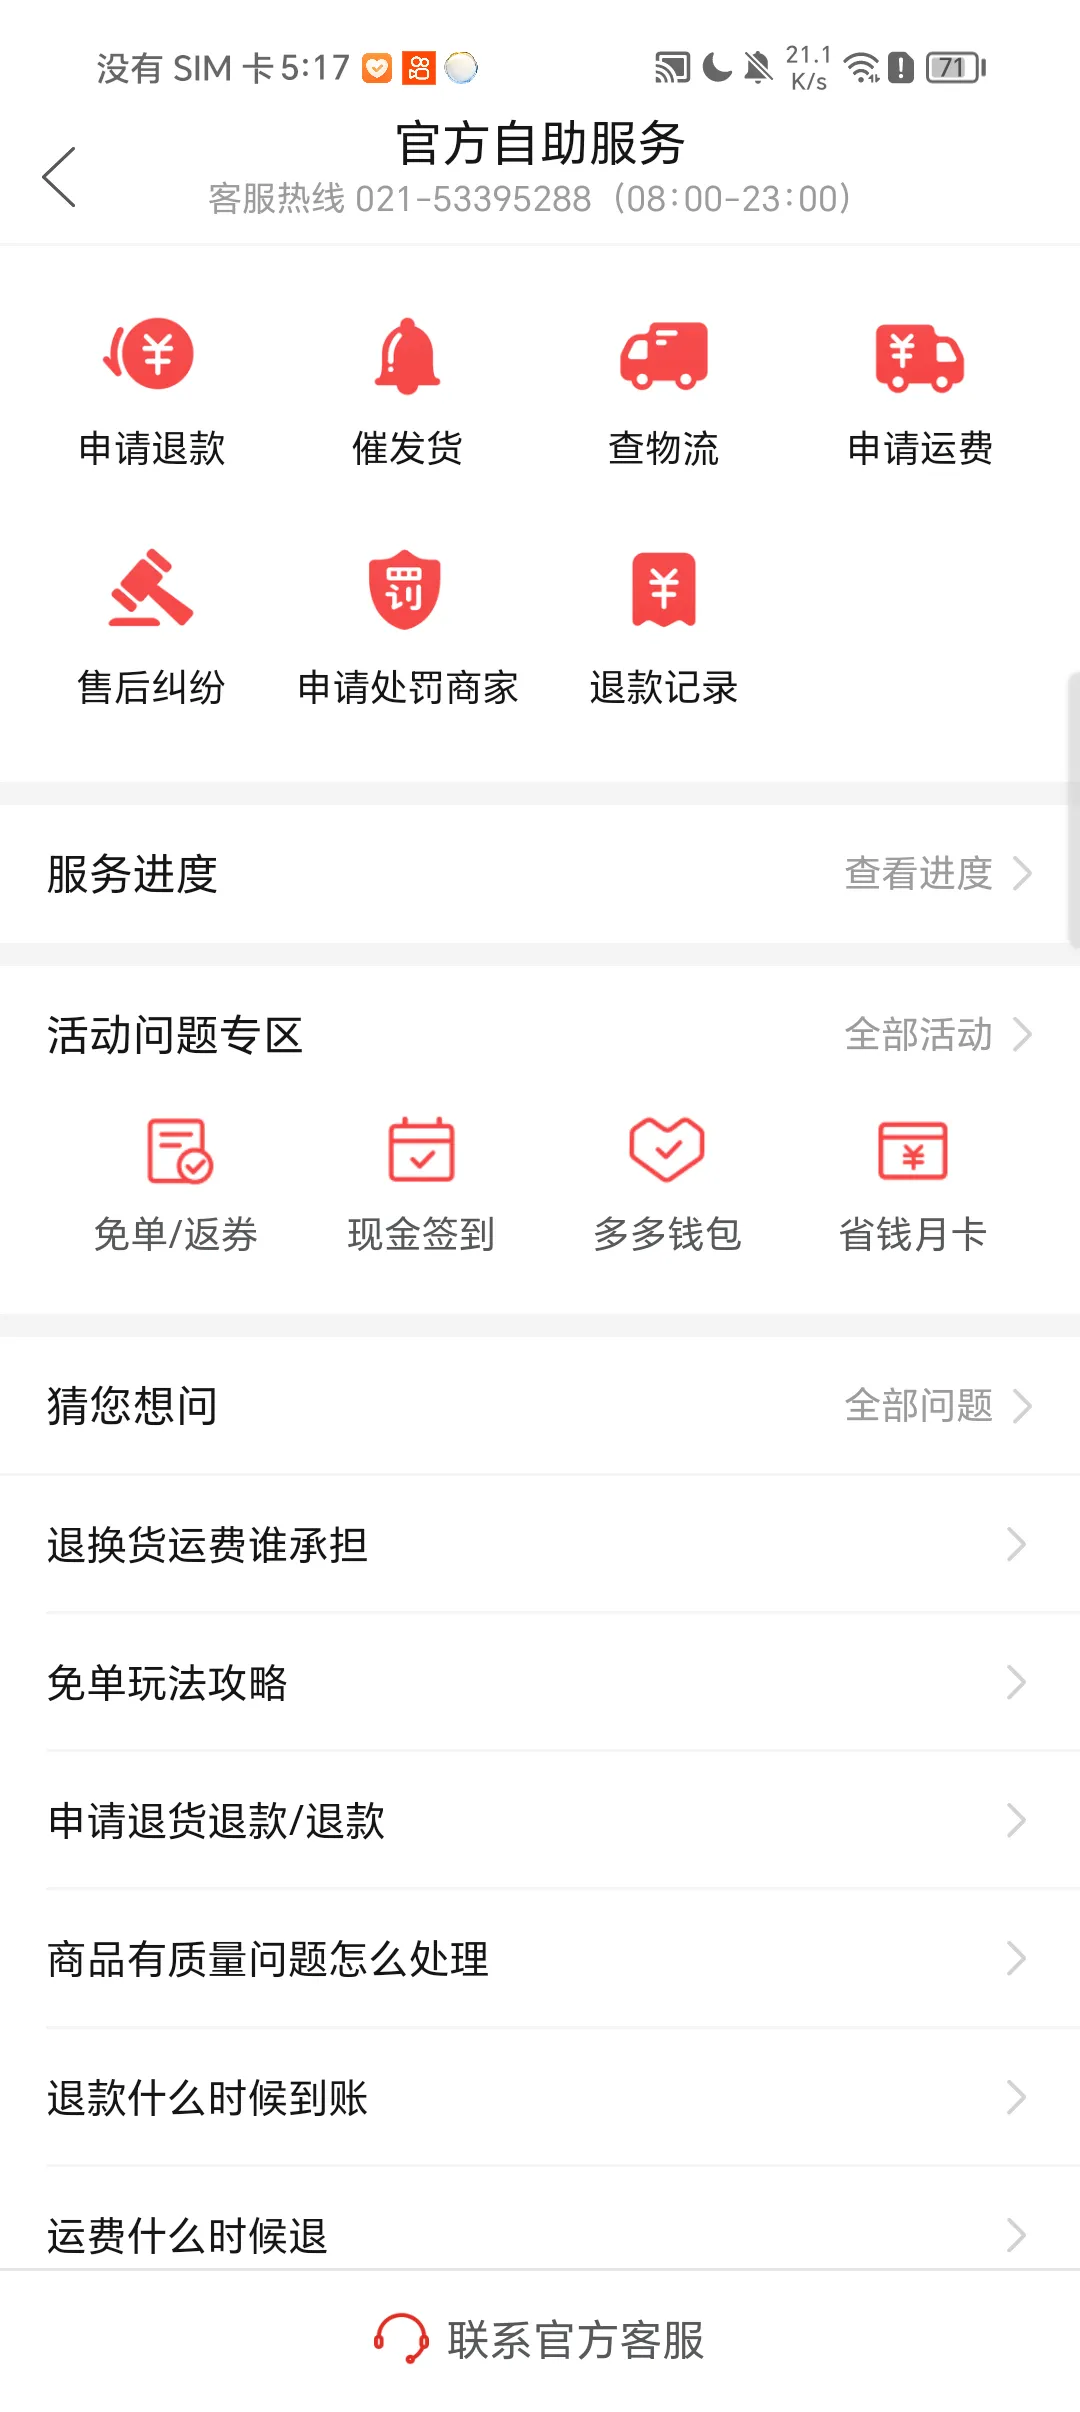 没有 SIM 卡 5:17 21.1 K/s 71
官方自助服务
客服热线 021-53395288（08:00-23:00）
申请退款 催发货 查物流 申请运费
罚
售后纠纷 申请处罚商家 退款记录
服务进度 查看进度
活动问题专区 全部活动
免单/返券 现金签到 多多钱包 省钱月卡
猜您想问 全部问题
退换货运费谁承担
免单玩法攻略
申请退货退款/退款
商品有质量问题怎么处理
退款什么时候到账
运费什么时候退
联系官方客服